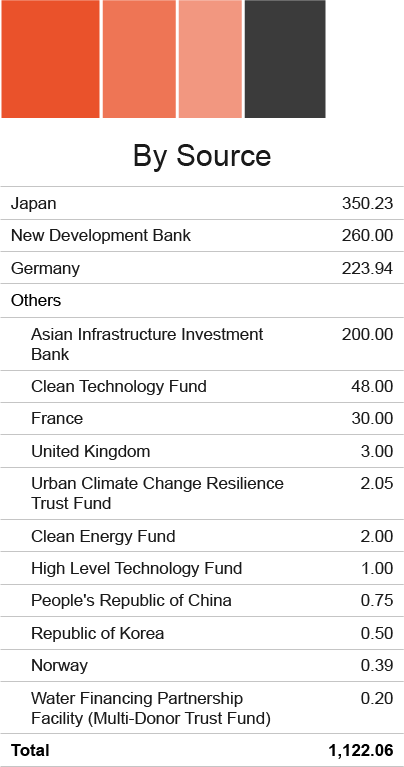 By Source
Japan 350.23
New Development Bank 260.00
Germany 223.94
Others
Asian Infrastructure Investment 200.00
Bank
Clean Technology Fund 48.00
France 30.00
United Kingdom 3.00
Urban Climate Change Resilience 2.05
Trust Fund
Clean Energy Fund 2.00
High Level Technology Fund 1.00
People's Republic of China 0.75
Republic of Korea 0.50
Norway 0.39
Water Financing Partnership 0.20
Facility (Multi-Donor Trust Fund)
Total 1,122.06